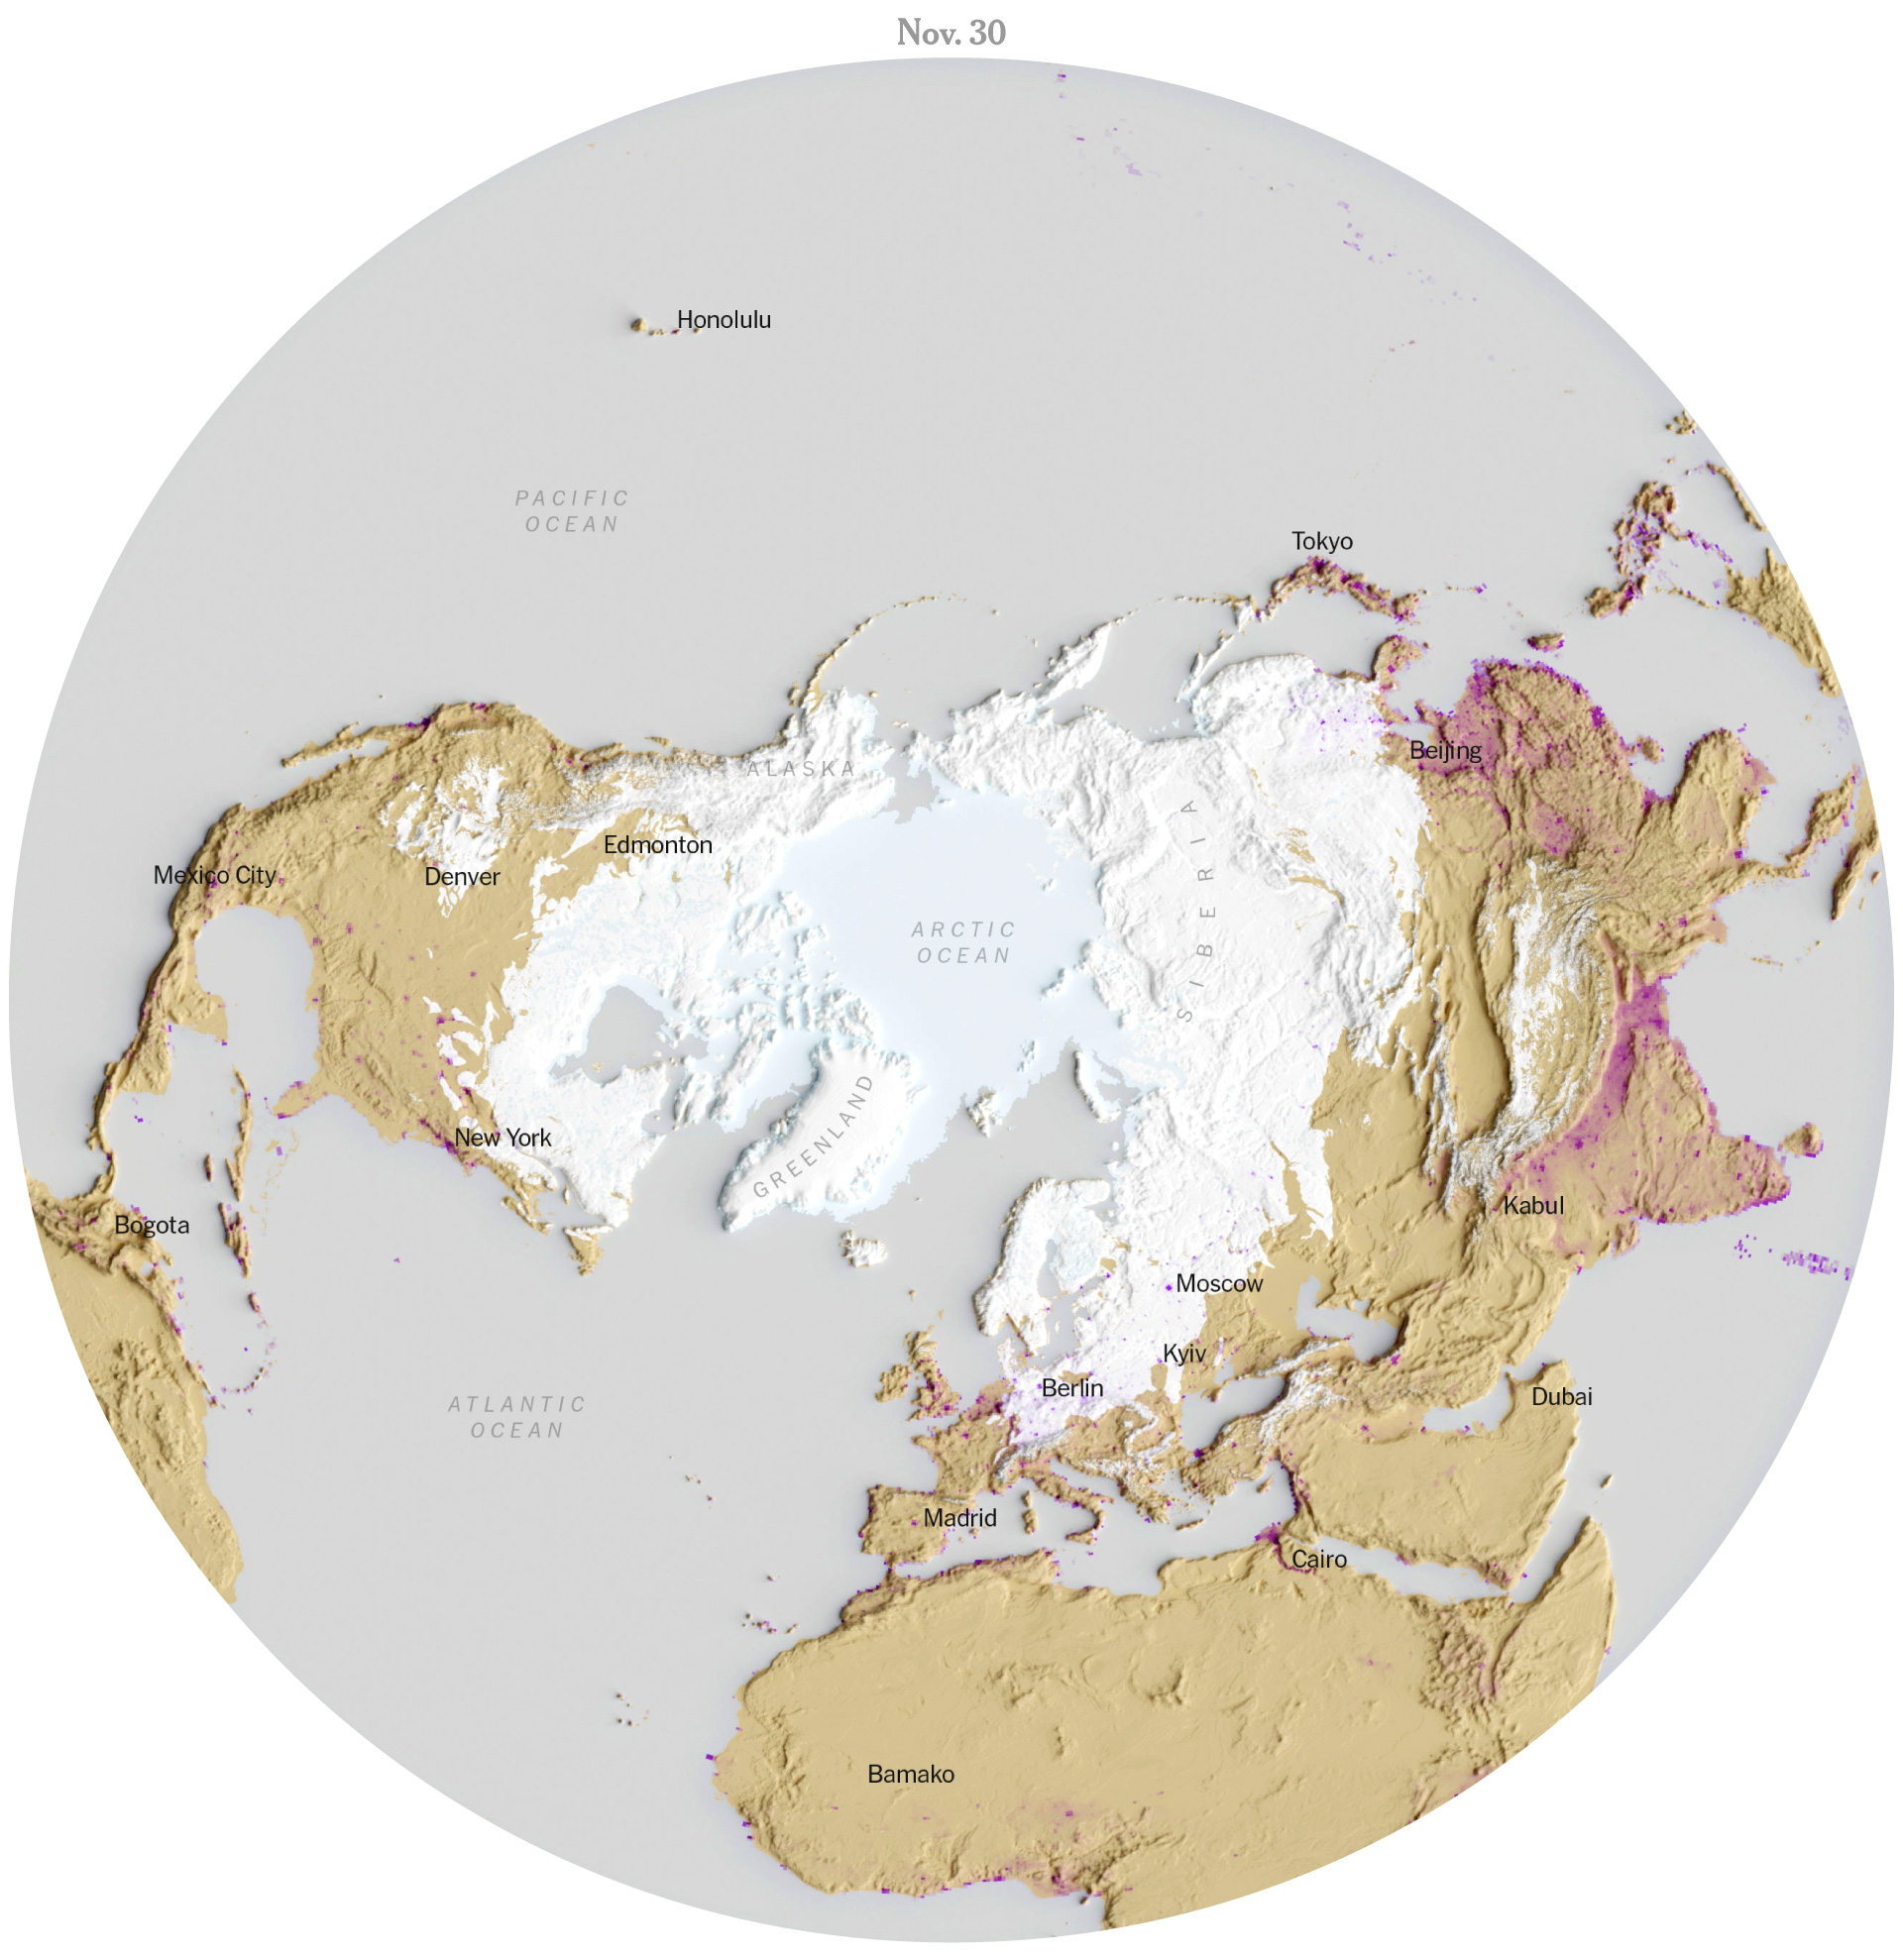 Nov. 30
Honolulu
PACIFIC
OCEAN
Tokyo
Beijing
ALASKA
SIBERIA
Edmonton
Mexico City
Denver
ARCTIC
OCEAN
GREENLAND
New York
Kabul
Bogota
Moscow
Kyiv
Berlin
Dubai
ATLANTIC
OCEAN
Madrid
Cairo
Bamako